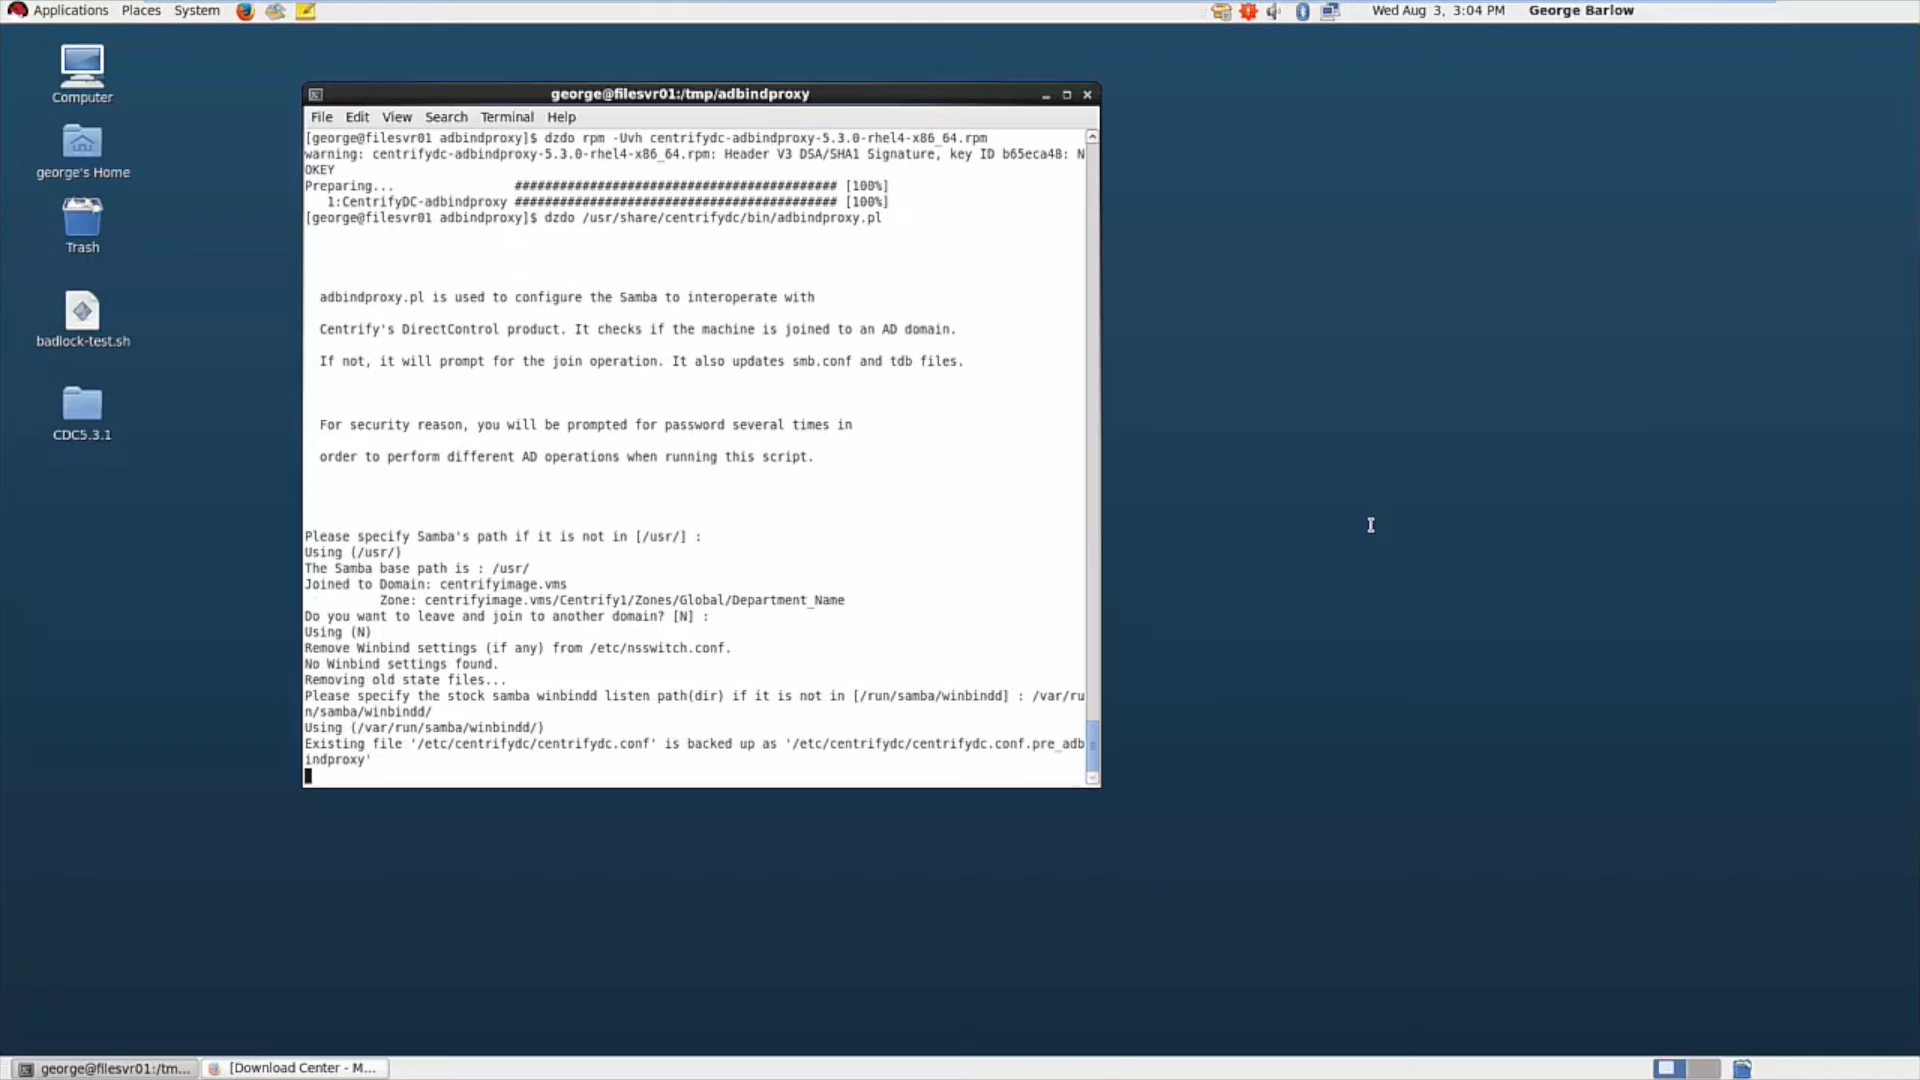 Applications Places System Wed Aug 3, 3:04 PM George Barlow
Computer
george's Home
Trash
badlock-test.sh
CDC5.3.1
george@filesvr01:/tmp/adbindproxy
File Edit View Search Terminal Help
[george@filesvr01 adbindproxy]$ dzdo rpm -Uvh centrifydc-adbindproxy-5.3.0-rhel4-x86_64.rpm
warning: centrifydc-adbindproxy-5.3.0-rhel4-x86_64.rpm: Header V3 DSA/SHA1 Signature, key ID b65eca48: N
OKEY
Preparing... ########################################### [100%]
1:CentrifyDC-adbindproxy ########################################### [100%]
[george@filesvr01 adbindproxy]$ dzdo /usr/share/centrifydc/bin/adbindproxy.pl
adbindproxy.pl is used to configure the Samba to interoperate with
Centrify's DirectControl product. It checks if the machine is joined to an AD domain.
If not, it will prompt for the join operation. It also updates smb.conf and tdb files.
For security reason, you will be prompted for password several times in
order to perform different AD operations when running this script.
Please specify Samba's path if it is not in [/usr/] :
Using (/usr/)
The Samba base path is : /usr/
Joined to Domain: centrifyimage.vms
Zone: centrifyimage.vms/Centrify1/Zones/Global/Department_Name
Do you want to leave and join to another domain? [N] :
Using (N)
Remove Winbind settings (if any) from /etc/nsswitch.conf.
No Winbind settings found.
Removing old state files...
Please specify the stock samba winbindd listen path(dir) if it is not in [/run/samba/winbindd] : /var/ru
n/samba/winbindd/
Using (/var/run/samba/winbindd/)
Existing file '/etc/centrifydc/centrifydc.conf' is backed up as '/etc/centrifydc/centrifydc.conf.pre_adb
indproxy'
george@filesvr01:/tm... [Download Center - M...